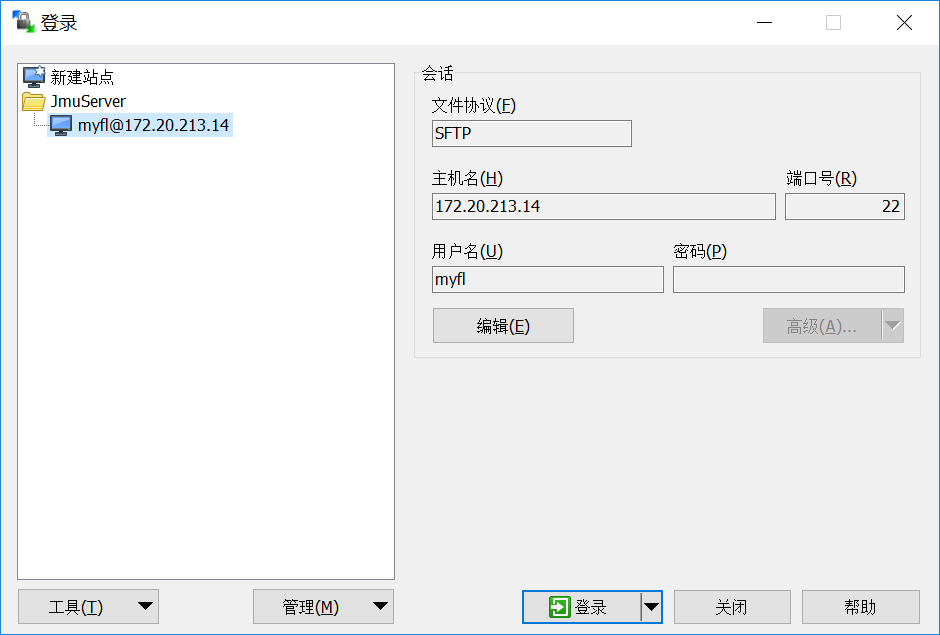 登录
新建站点
JmuServer
myfl@172.20.213.14
会话
文件协议(F)
SFTP
主机名(H) 端口号(R)
172.20.213.14 22
用户名(U) 密码(P)
myfl
编辑(E) 高级(A)...
工具(T) 管理(M) 登录 关闭 帮助